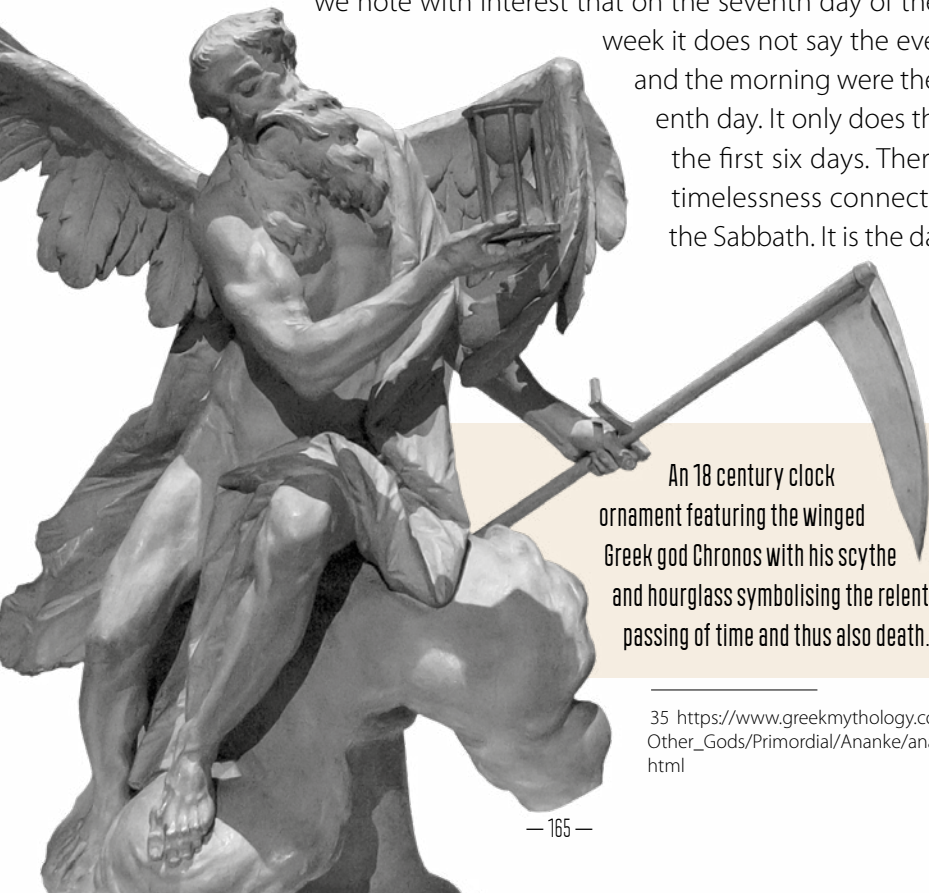 we note with interest that on the seventh day of the
week it does not say the eve
and the morning were the
enth day. It only does th
the first six days. Ther
timelessness connect
the Sabbath. It is the da
An 18 century clock
ornament featuring the winged
Greek god Chronos with his scythe
and hourglass symbolising the relent
passing of time and thus also death.
35 https://www.greekmythology.co
Other_Gods/Primordial/Ananke/ana
html
— 165 —